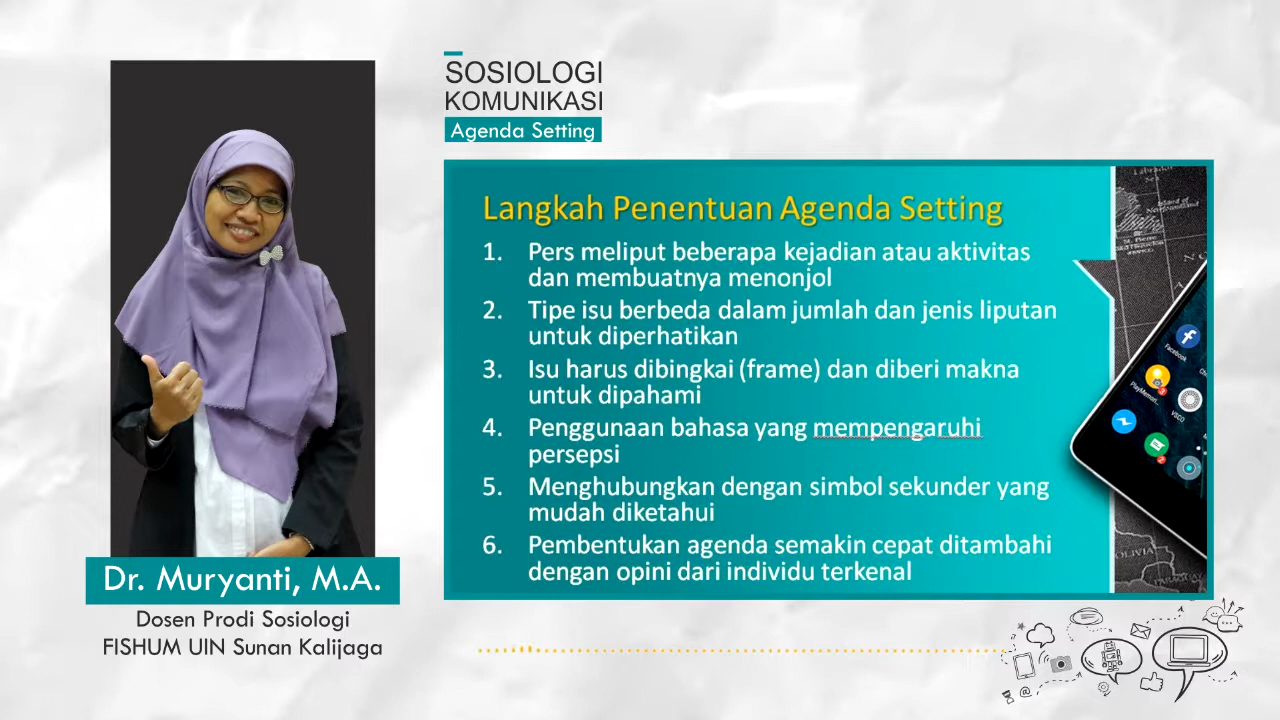 SOSIOLOGI
KOMUNIKASI
Agenda Setting
Langkah Penentuan Agenda Setting
1. Pers meliput beberapa kejadian atau aktivitas
dan membuatnya menonjol
2. Tipe isu berbeda dalam jumlah dan jenis liputan
untuk diperhatikan
3. Isu harus dibingkai (frame) dan diberi makna
untuk dipahami
4. Penggunaan bahasa yang mempengaruhi
persepsi
5. Menghubungkan dengan simbol sekunder yang
mudah diketahui
6. Pembentukan agenda semakin cepat ditambahi
dengan opini dari individu terkenal
Facebook
VSCO
Dr. Muryanti, M.A.
Dosen Prodi Sosiologi
FISHUM UIN Sunan Kalijaga